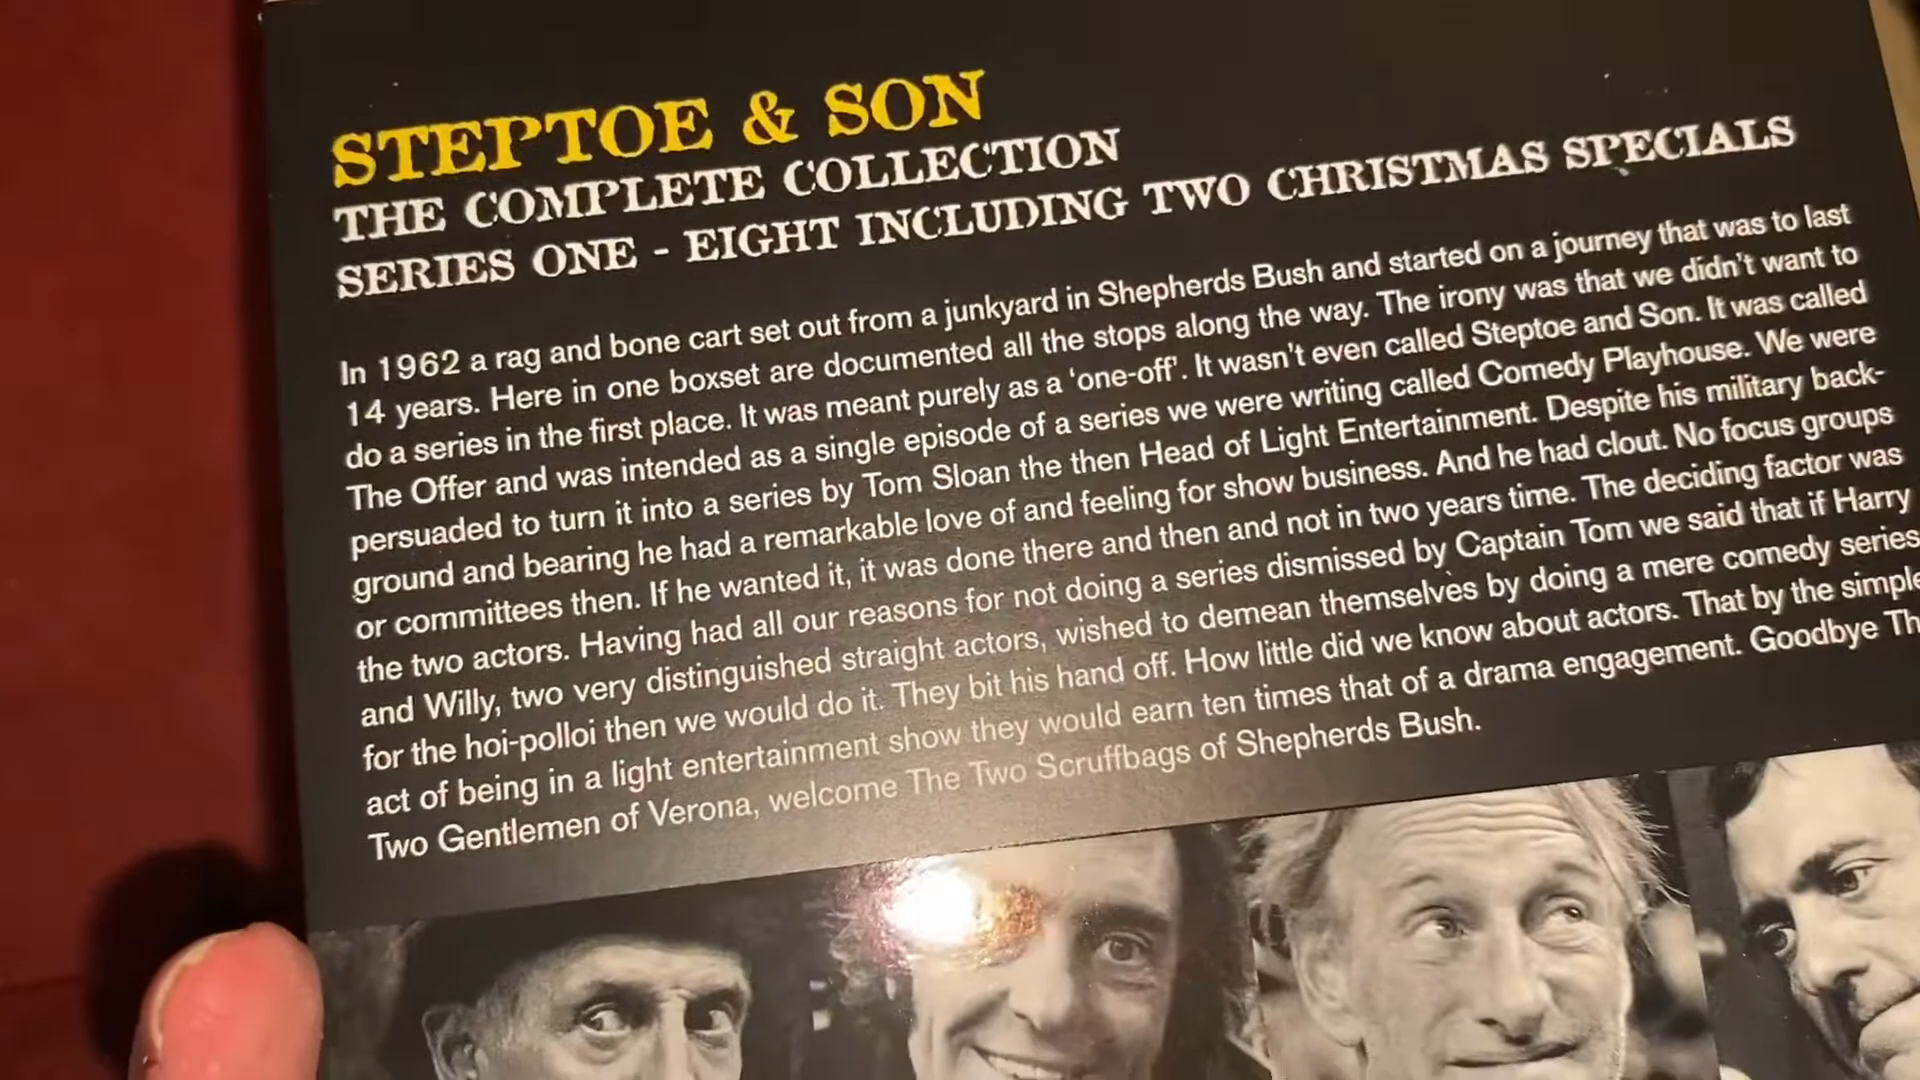 STEPTOE & SON
THE COMPLETE COLLECTION
SERIES ONE - EIGHT INCLUDING TWO CHRISTMAS SPECIALS
In 1962 a rag and bone cart set out from a junkyard in Shepherds Bush and started on a journey that was to last
14 years. Here in one boxset are documented all the stops along the way. The irony was that we didn't want to
do a series in the first place. It was meant purely as a 'one-off'. It wasn't even called Steptoe and Son. It was called
The Offer and was intended as a single episode of a series we were writing called Comedy Playhouse. We were
persuaded to turn it into a series by Tom Sloan the then Head of Light Entertainment. Despite his military back-
ground and bearing he had a remarkable love of and feeling for show business. And he had clout. No focus groups
or committees then. If he wanted it, it was done there and then and not in two years time. The deciding factor was
the two actors. Having had all our reasons for not doing a series dismissed by Captain Tom we said that if Harry
and Willy, two very distinguished straight actors, wished to demean themselves by doing a mere comedy series
for the hoi-polloi then we would do it. They bit his hand off. How little did we know about actors. That by the simple
act of being in a light entertainment show they would earn ten times that of a drama engagement. Goodbye Th
Two Gentlemen of Verona, welcome The Two Scruffbags of Shepherds Bush.